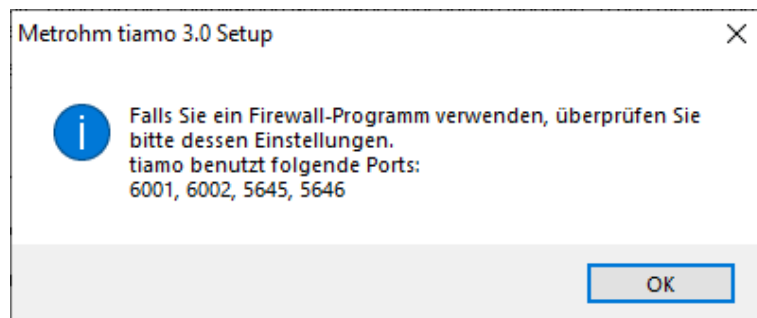 Metrohm tiamo 3.0 Setup
Falls Sie ein Firewall-Programm verwenden, überprüfen Sie
bitte dessen Einstellungen.
tiamo benutzt folgende Ports:
6001, 6002, 5645, 5646
OK